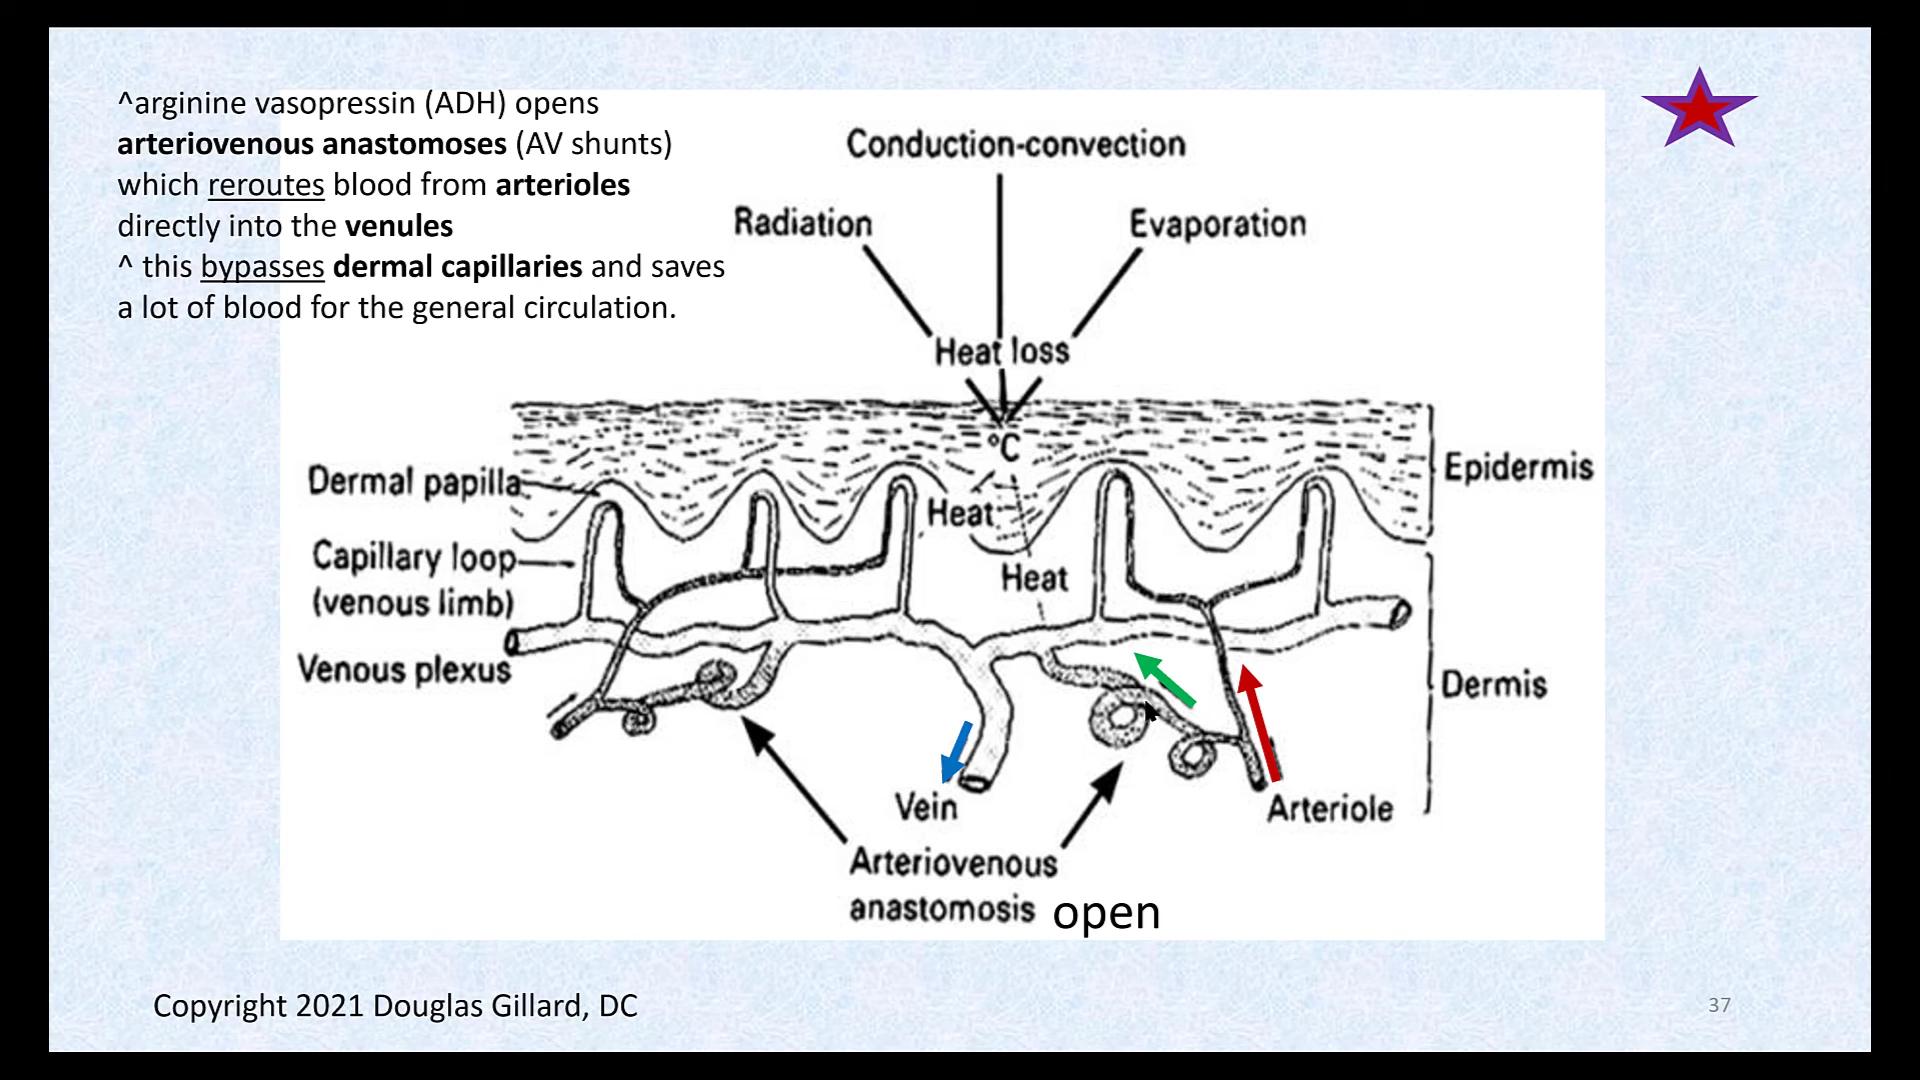 ^arginine vasopressin (ADH) opens
arteriovenous anastomoses (AV shunts)
which reroutes blood from arterioles
directly into the venules
^ this bypasses dermal capillaries and saves
a lot of blood for the general circulation.
Conduction-convection
Radiation
Evaporation
Heat loss
°C
Epidermis
Dermal papilla
Heat
Capillary loop
(venous limb)
Heat
Venous plexus
Dermis
Vein
Arteriole
Arteriovenous
anastomosis open
Copyright 2021 Douglas Gillard, DC
37